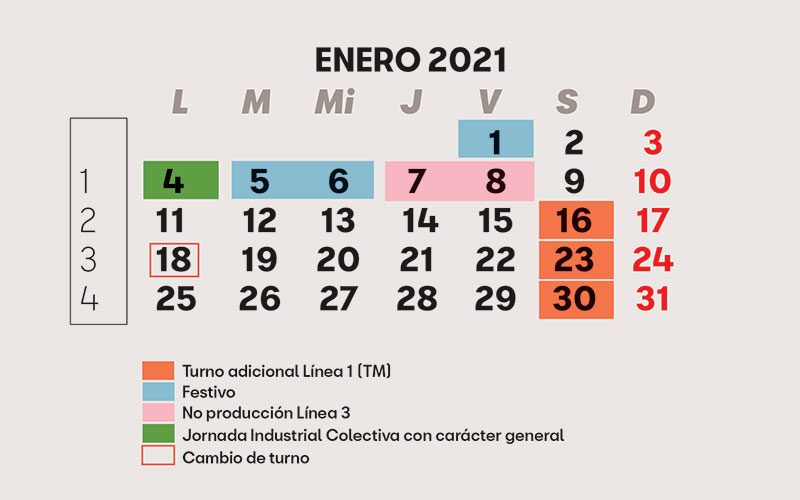 ENERO 2021
L M Mi J V S D
1 2 3
1 4 5 6 7 8 9 10
2 11 12 13 14 15 16 17
3 18 19 20 21 22 23 24
4 25 26 27 28 29 30 31
Turno adicional Línea 1 (TM)
Festivo
No producción Línea 3
Jornada Industrial Colectiva con carácter general
Cambio de turno